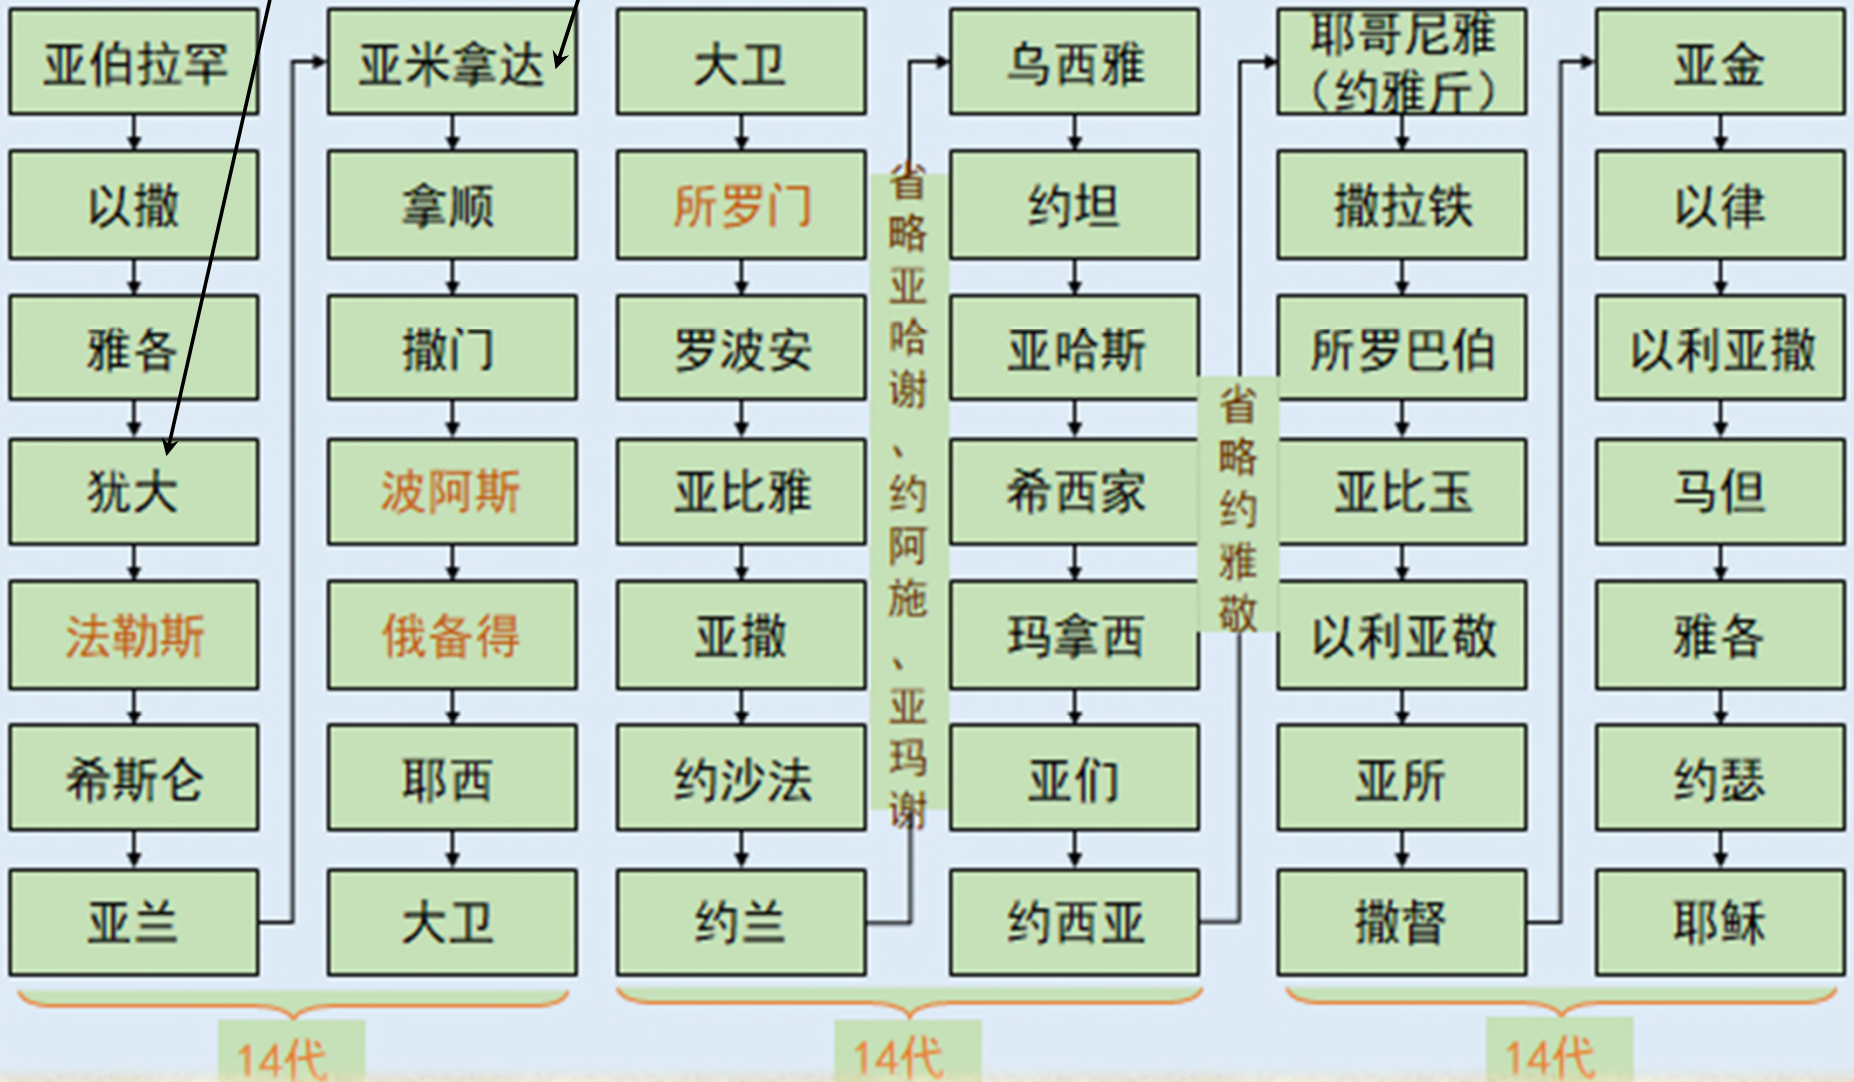 亚伯拉罕
以撒
雅各
犹大
法勒斯
希斯仑
亚兰
亚米拿达
拿顺
撒门
波阿斯
俄备得
耶西
大卫
14代
大卫
所罗门
罗波安
亚比雅
亚撒
约沙法
约兰
省略亚哈谢、约阿施、亚玛谢
乌西雅
约坦
亚哈斯
希西家
玛拿西
亚们
约西亚
14代
省略约雅敬
耶哥尼雅
（约雅斤）
撒拉铁
所罗巴伯
亚比玉
以利亚敬
亚所
撒督
亚金
以律
以利亚撒
马但
雅各
约瑟
耶稣
14代